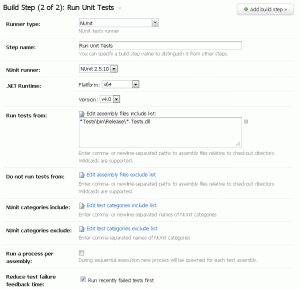 Build Step (2 of 2): Run Unit Tests
add build step »
Runner type:
NUnit
NUnit tests runner
Step name:
Run Unit Tests
You can specify a build step name to distinguish it from other steps.
NUnit runner:
NUnit 2.5.10
.NET Runtime:
Platform: x64
Version: v4.0
Run tests from:
Edit assembly files include list:
*Tests\bin\Release\*.Tests.dll
Enter comma- or newline-separated paths to assembly files relative to checkout directory.
Wildcards are supported.
Do not run tests from:
Edit assembly files exclude list
Enter comma- or newline-separated paths to assembly files relative to checkout directory.
Wildcards are supported.
NUnit categories include:
Edit test categories include list
Enter comma- or newline-separated names of NUnit categories
NUnit categories exclude:
Edit test categories exclude list
Enter comma- or newline-separated names of NUnit categories
Run a process per assembly:
During sequential execution new process will be spawned for each test assembly.
Reduce test failure feedback time:
Run recently failed tests first